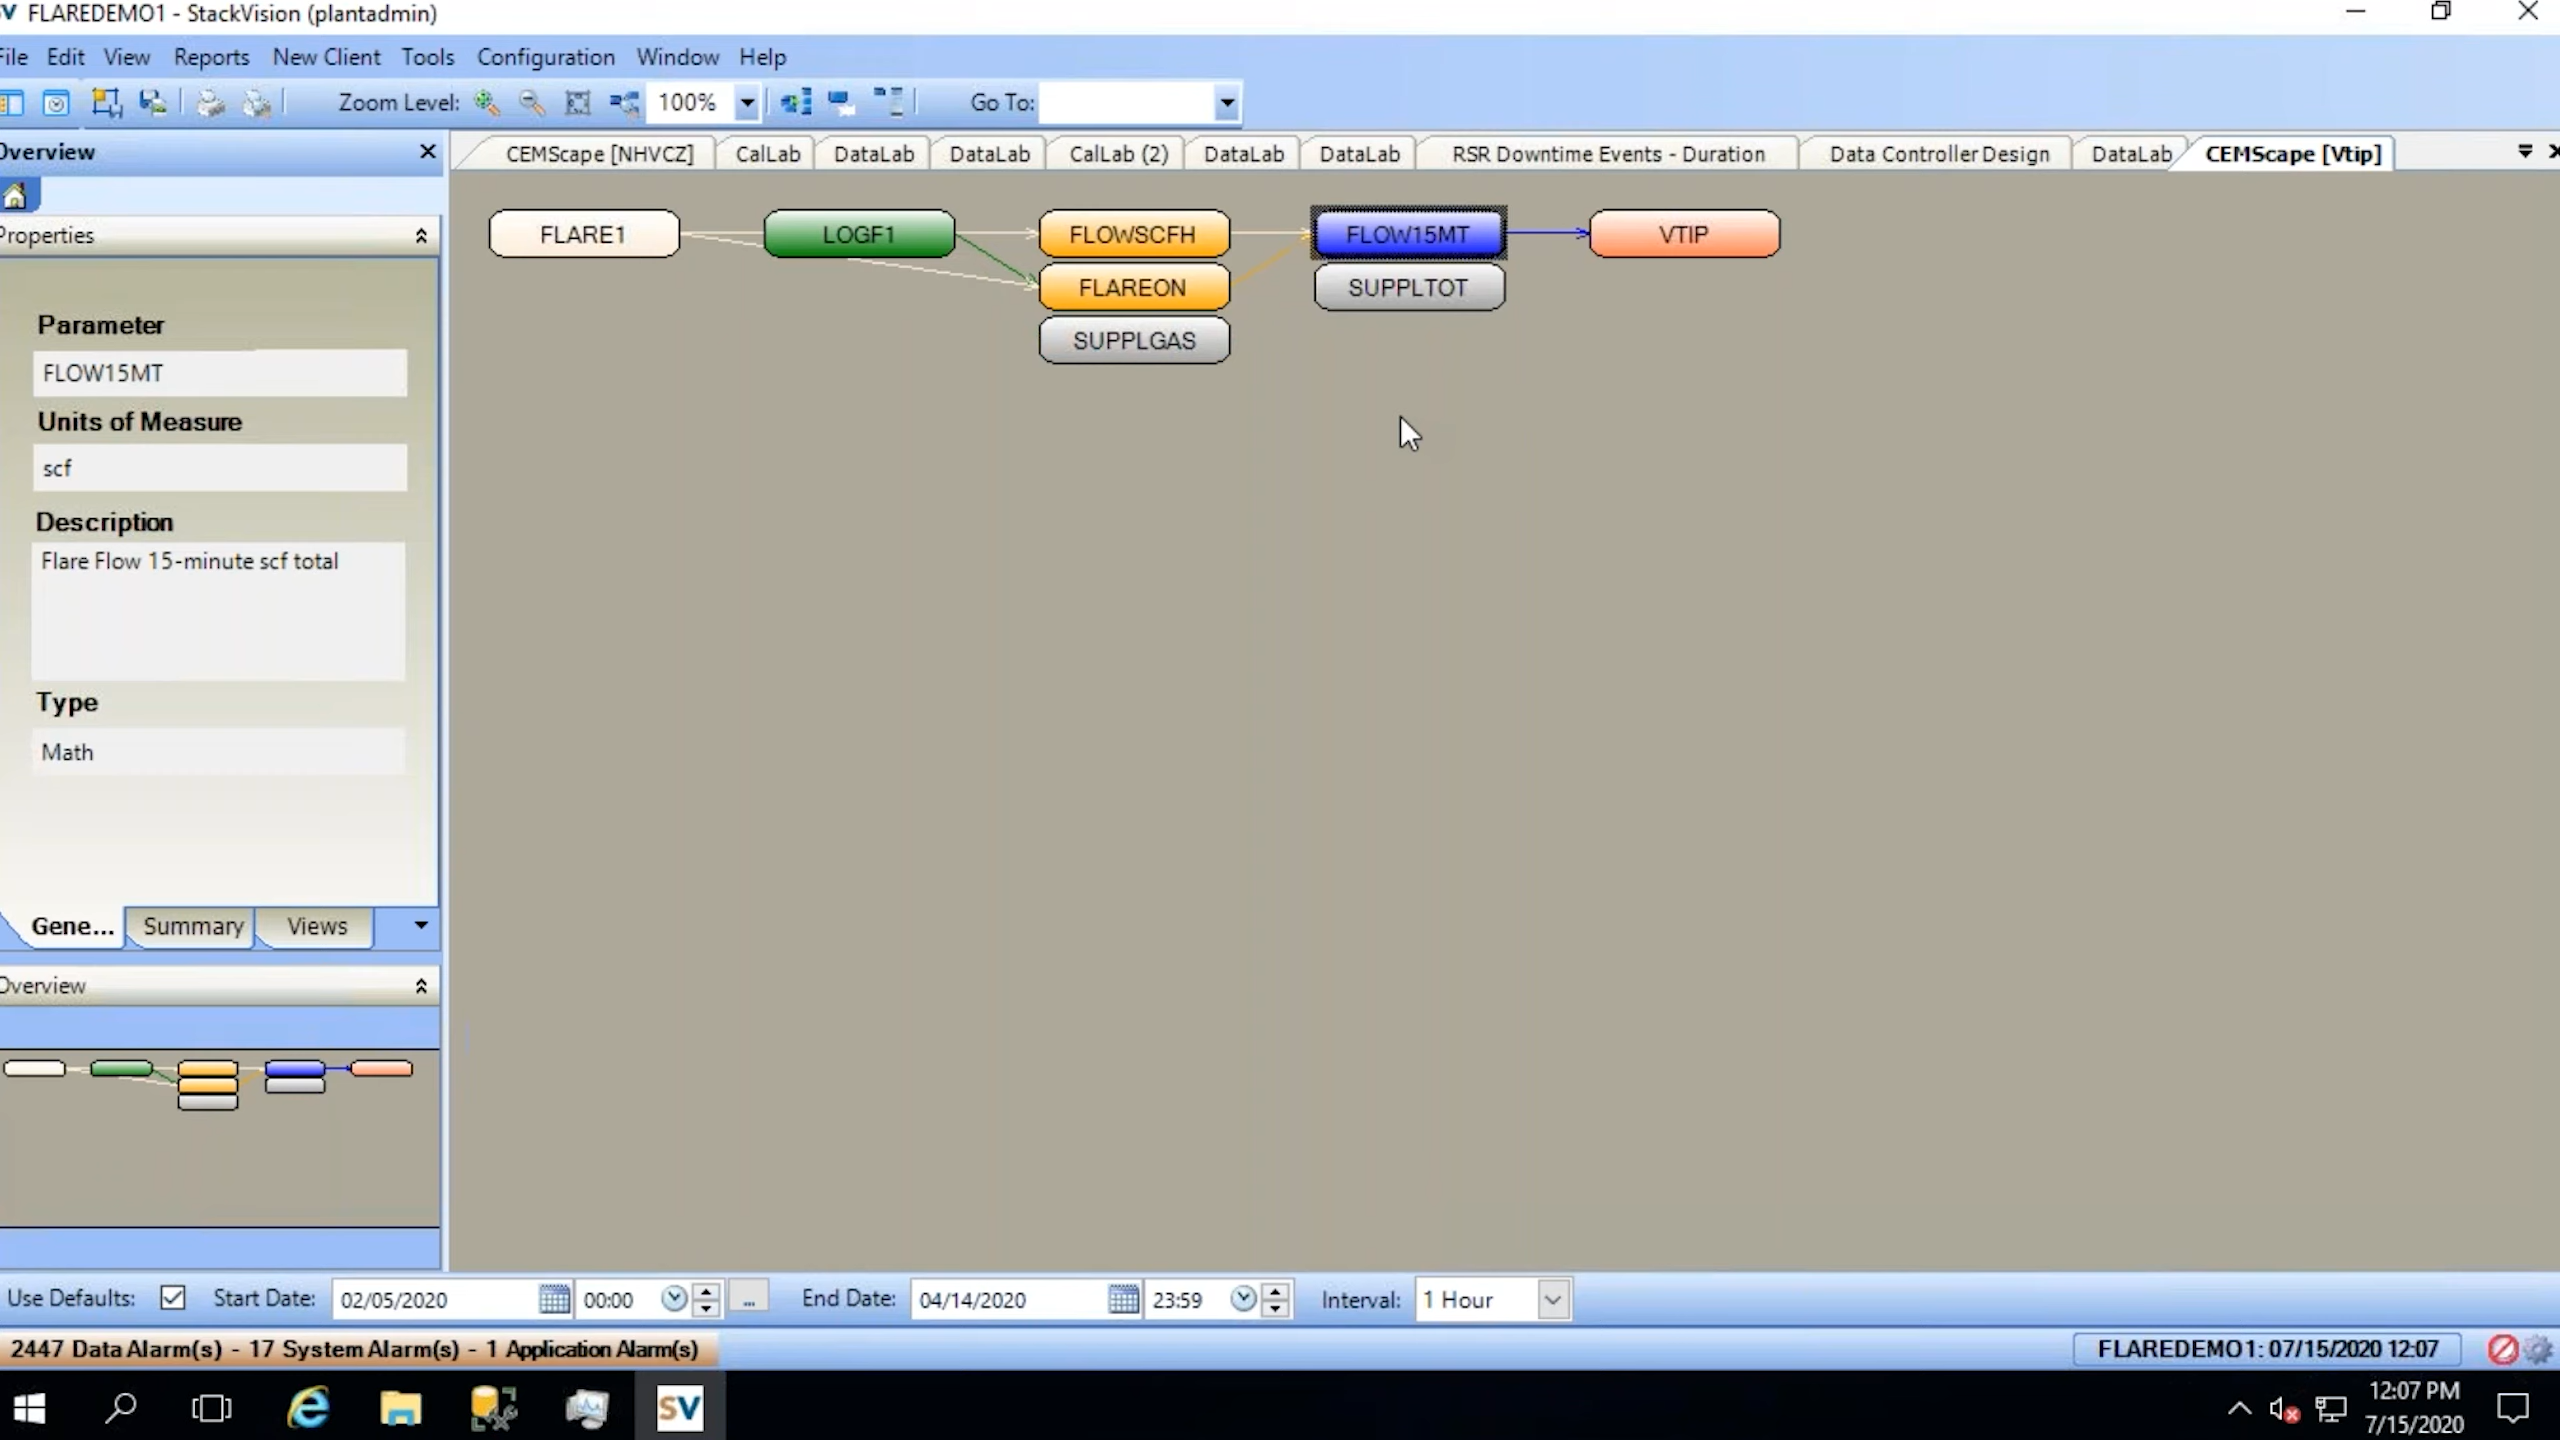 SV FLAREDEMO1 - StackVision (plantadmin)
File Edit View Reports New Client Tools Configuration Window Help
Zoom Level: 100% Go To:
Overview
CEMScape [NHVCZ] CalLab DataLab DataLab CalLab (2) DataLab DataLab RSR Downtime Events - Duration Data Controller Design DataLab CEMScape [Vtip]
Properties
Parameter
FLOW15MT
Units of Measure
scf
Description
Flare Flow 15-minute scf total
Type
Math
Gene... Summary Views
Overview
FLARE1 LOGF1 FLOWSCFH FLOW15MT VTIP
FLAREON SUPPLTOT
SUPPLGAS
Use Defaults: Start Date: 02/05/2020 00:00 ... End Date: 04/14/2020 23:59 Interval: 1 Hour
2447 Data Alarm(s) - 17 System Alarm(s) - 1 Application Alarm(s) FLAREDEMO1: 07/15/2020 12:07
SV
12:07 PM
7/15/2020